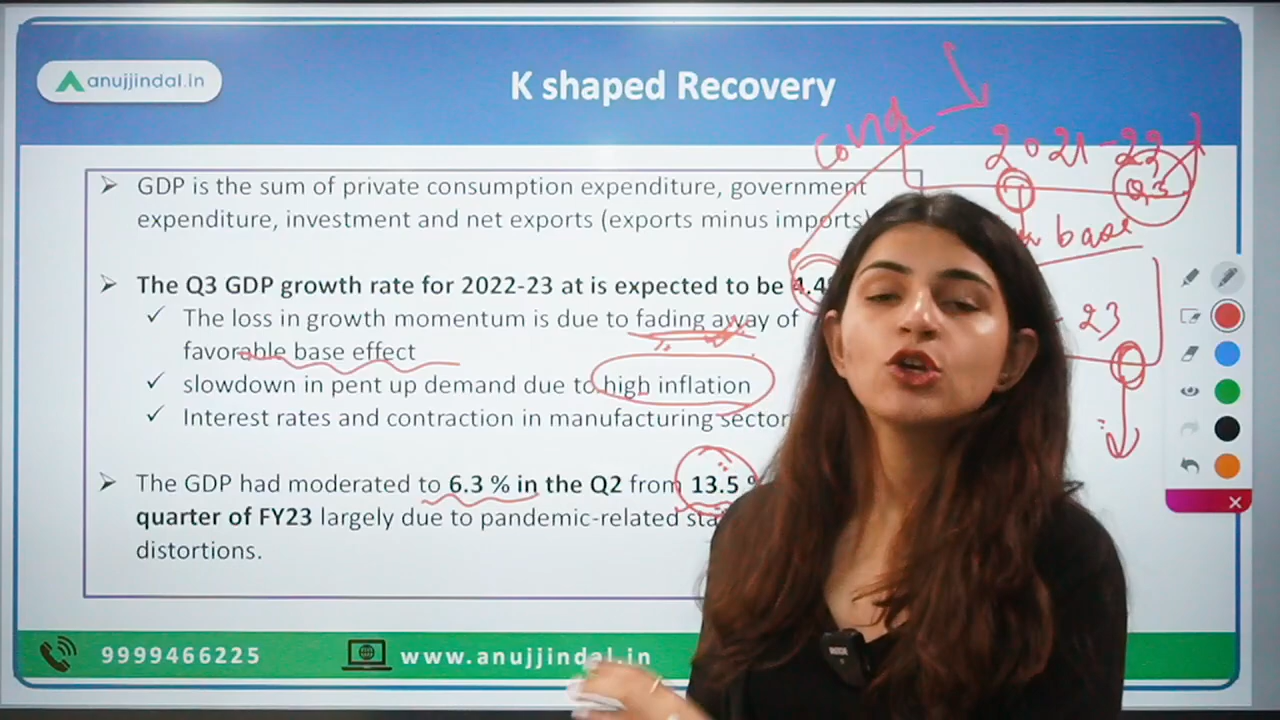 anujjindal.in
K shaped Recovery
covid
2021-22
Q3
base
GDP is the sum of private consumption expenditure, government
expenditure, investment and net exports (exports minus imports)
The Q3 GDP growth rate for 2022-23 at is expected to be 4.4
The loss in growth momentum is due to fading away of
favorable base effect
- 23
slowdown in pent up demand due to high inflation
Interest rates and contraction in manufacturing sector
The GDP had moderated to 6.3 % in the Q2 from 13.5 %
quarter of FY23 largely due to pandemic-related
distortions.
9999466225
www.anujjindal.in